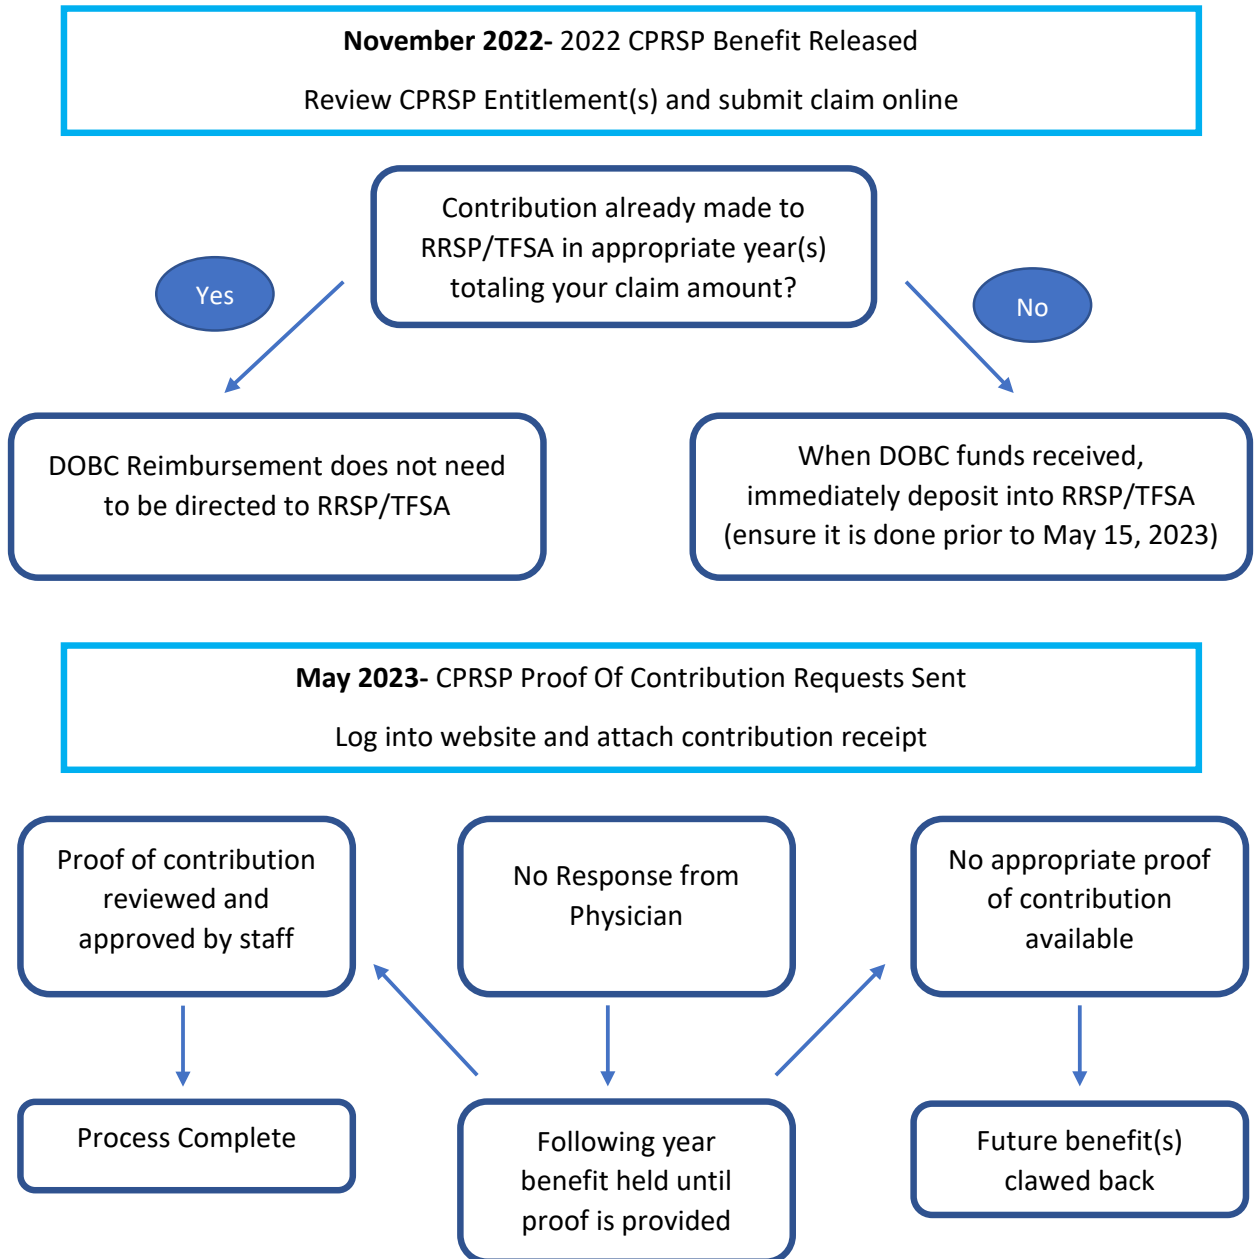 November 2022- 2022 CPRSP Benefit Released
Review CPRSP Entitlement(s) and submit claim online
Contribution already made to
RRSP/TFSA in appropriate year(s)
totaling your claim amount?
Yes
No
DOBC Reimbursement does not need
to be directed to RRSP/TFSA
When DOBC funds received,
immediately deposit into RRSP/TFSA
(ensure it is done prior to May 15, 2023)
May 2023- CPRSP Proof Of Contribution Requests Sent
Log into website and attach contribution receipt
Proof of contribution
reviewed and
approved by staff
No Response from
Physician
No appropriate proof
of contribution
available
Process Complete
Following year
benefit held until
proof is provided
Future benefit(s)
clawed back